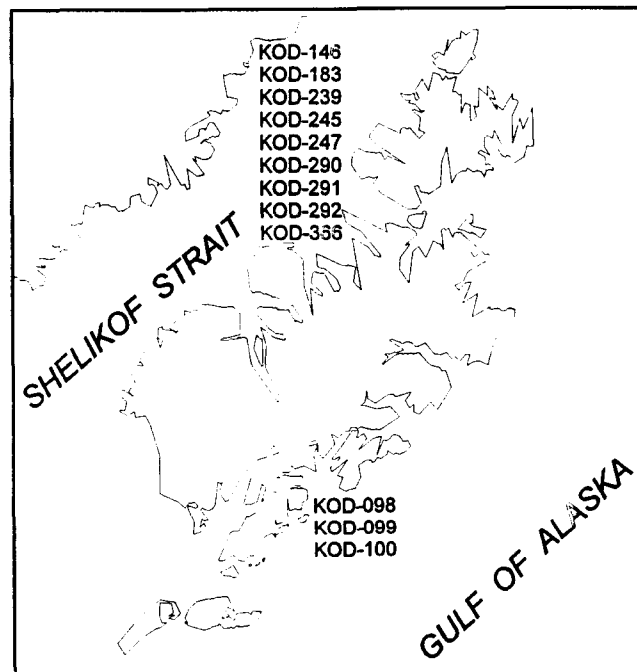 KOD-146
KOD-183
KOD-239
KOD-245
KOD-247
KOD-290
KOD-291
KOD-292
KOD-366
SHELIKOF STRAIT
KOD-098
KOD-099
KOD-100
GULF OF ALASKA